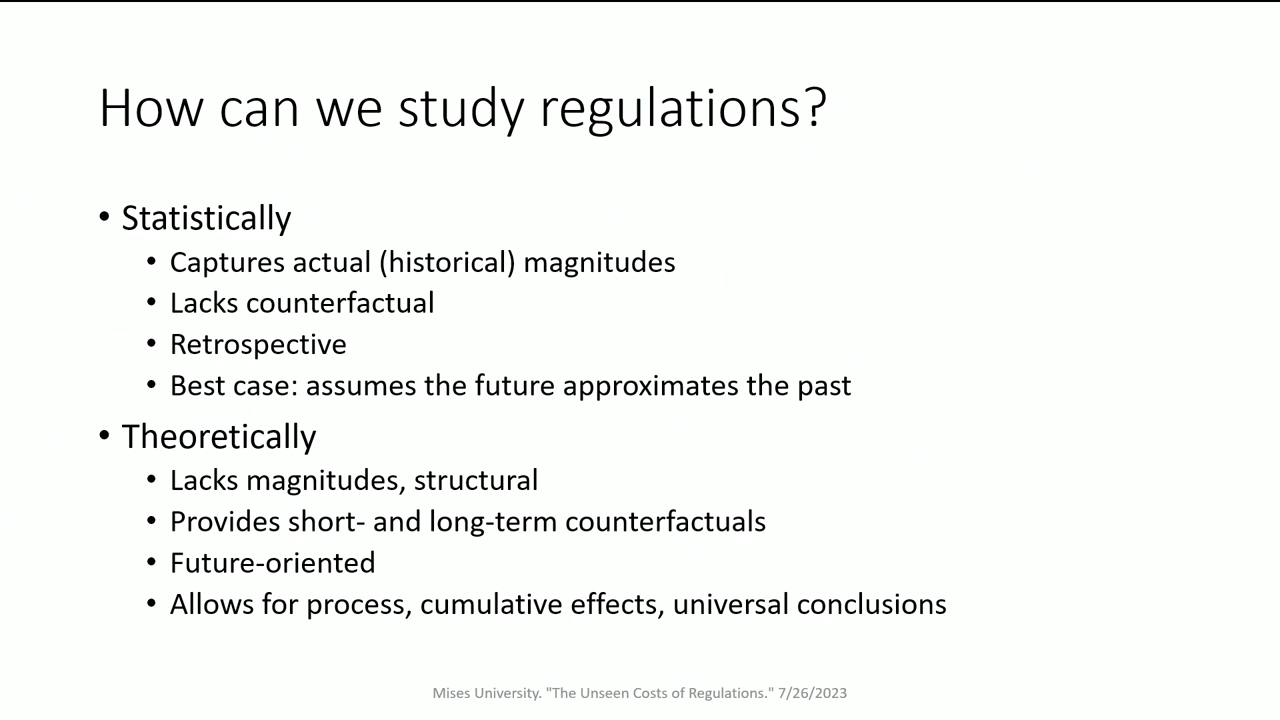 How can we study regulations?
• Statistically
• Captures actual (historical) magnitudes
• Lacks counterfactual
• Retrospective
• Best case: assumes the future approximates the past
• Theoretically
• Lacks magnitudes, structural
• Provides short- and long-term counterfactuals
• Future-oriented
• Allows for process, cumulative effects, universal conclusions
Mises University. "The Unseen Costs of Regulations." 7/26/2023